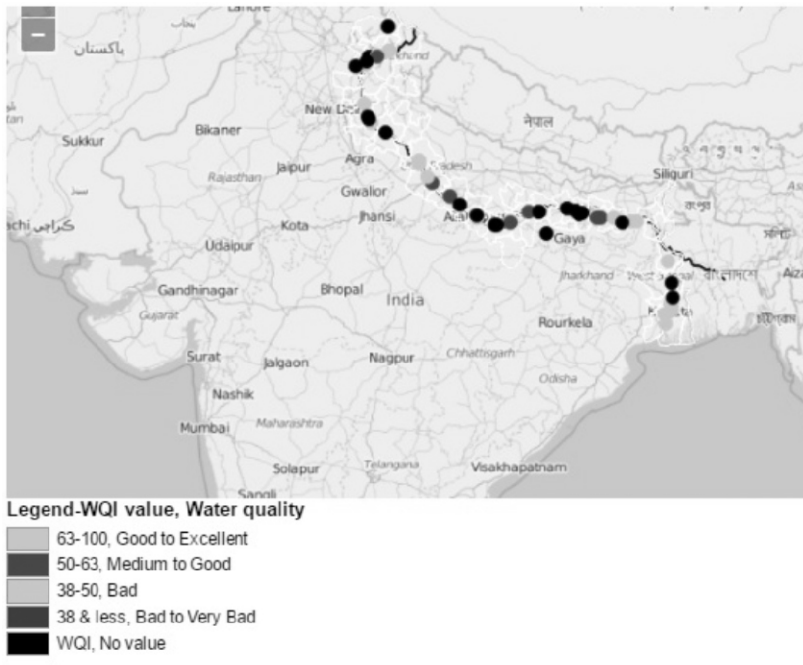 Lahore
پاکستان
Sukkur
Bikaner
New De
नेपाल
Jaipur
Agra
Rajasthan
Gwalior
Siliguri
Kota
Jhansi
Gaya
Udaipur
Jharkhand
Gandhinagar
Bhopal
India
Gujarat
Rourkela
Surat
Jalgaon
Nagpur
Chhattisgarh
Odisha
Nashik
Mumbai
Maharashtra
Solapur
Telangana
Visakhapatnam
Sangli
Legend-WQI value, Water quality
63-100, Good to Excellent
50-63, Medium to Good
38-50, Bad
38 & less, Bad to Very Bad
WQI, No value